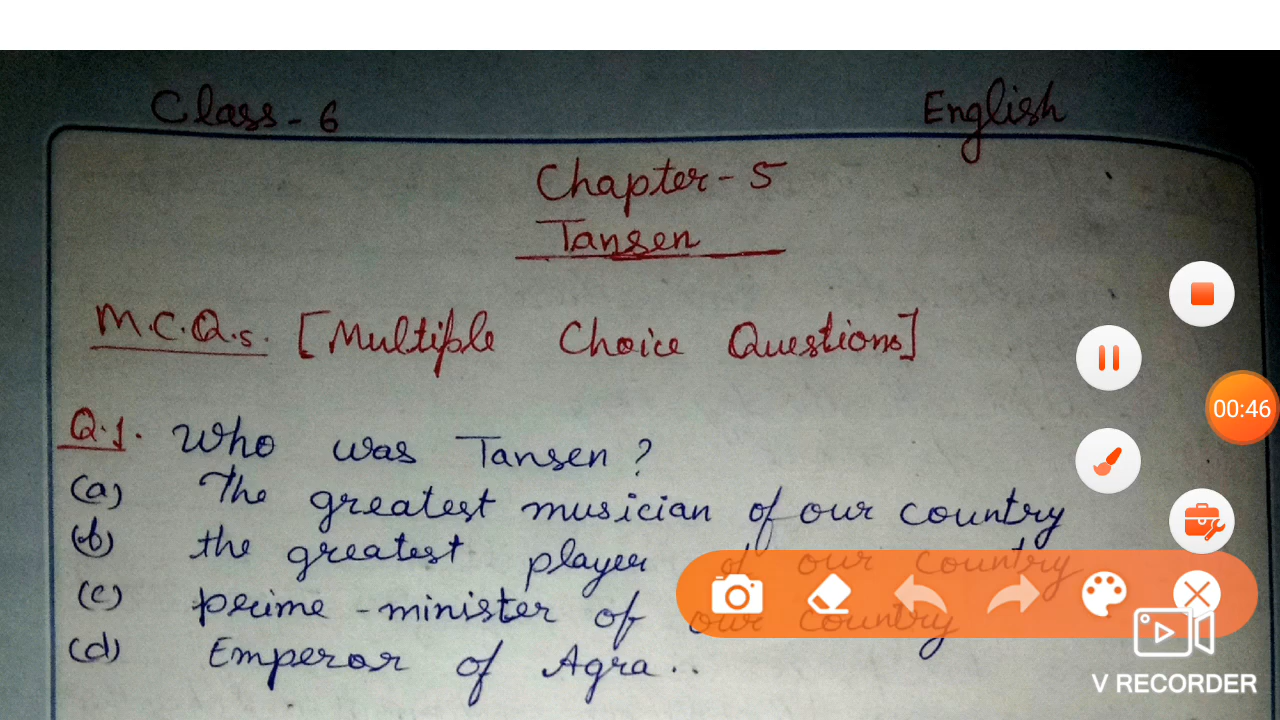 Class - 6 English
Chapter - 5
Tansen
M.C.Q.s. [Multiple Choice Questions]
Q.1. Who was Tansen?
(a) The greatest musician of our country
(b) the greatest player of our country
(c) prime - minister of our country
(d) Emperor of Agra..
00:46
V RECORDER